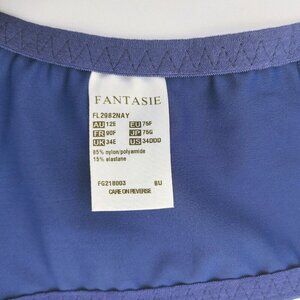 FANTASIE
FL2982NAY
AU 12E EU 75F
FR 90F JP 75G
UK 34E US 34DDD
85% nylon/polyamide
15% elastane
FG218003 BU
CARE ON REVERSE